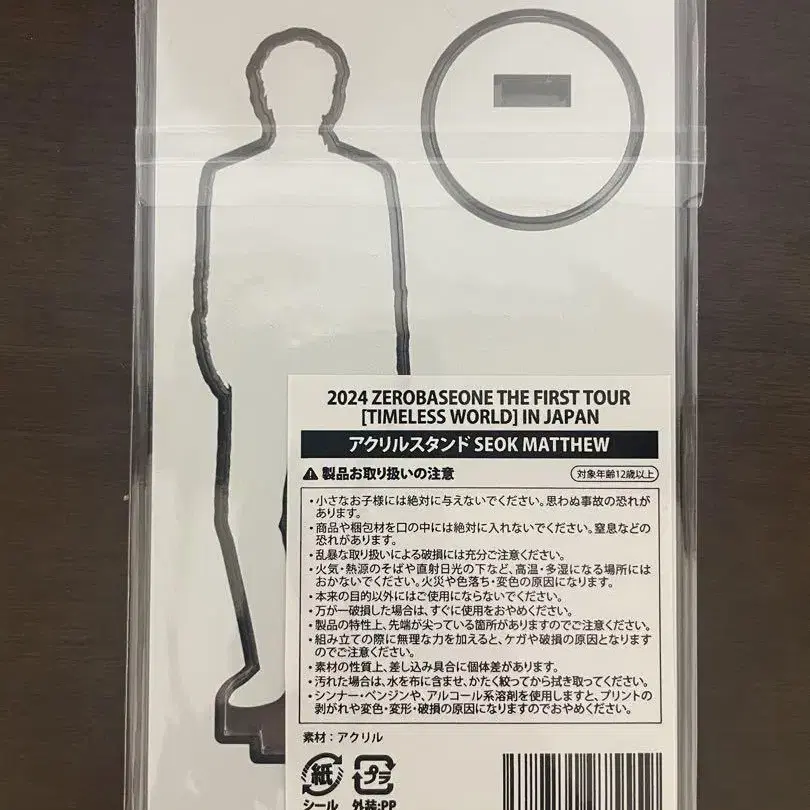 2024 ZEROBASEONE THE FIRST TOUR
[TIMELESS WORLD] IN JAPAN
アクリルスタンド SEOK MATTHEW
製品お取り扱いの注意
対象年齢12歳以上
・小さなお子様には絶対に与えないでください。思わぬ事故の恐れが
あります。
・商品や梱包材を口の中には絶対に入れないでください。窒息などの
恐れがあります。
・乱暴な取り扱いによる破損には充分ご注意ください。
・火気・熱源のそばや直射日光の下など、高温・多湿になる場所には
おかないでください。火災や色落ち・変色の原因になります。
・本来の目的以外にはご使用にならないでください。
・万が一破損した場合は、すぐに使用をおやめください。
・製品の特性上、先端が尖っている箇所がありますのでご注意ください。
・組み立ての際に無理な力を加えると、ケガや破損の原因となります
のでご注意ください。
・素材の性質上、差し込み具合に個体差があります。
・汚れた場合は、水を布に含ませ、かたく絞ってから拭き取ってください。
・シンナー・ベンジンや、アルコール系溶剤を使用しますと、プリントの
剥がれや変色・変形・破損の原因になりますのでおやめください。
素材：アクリル
紙 プラ
シール 外装:PP